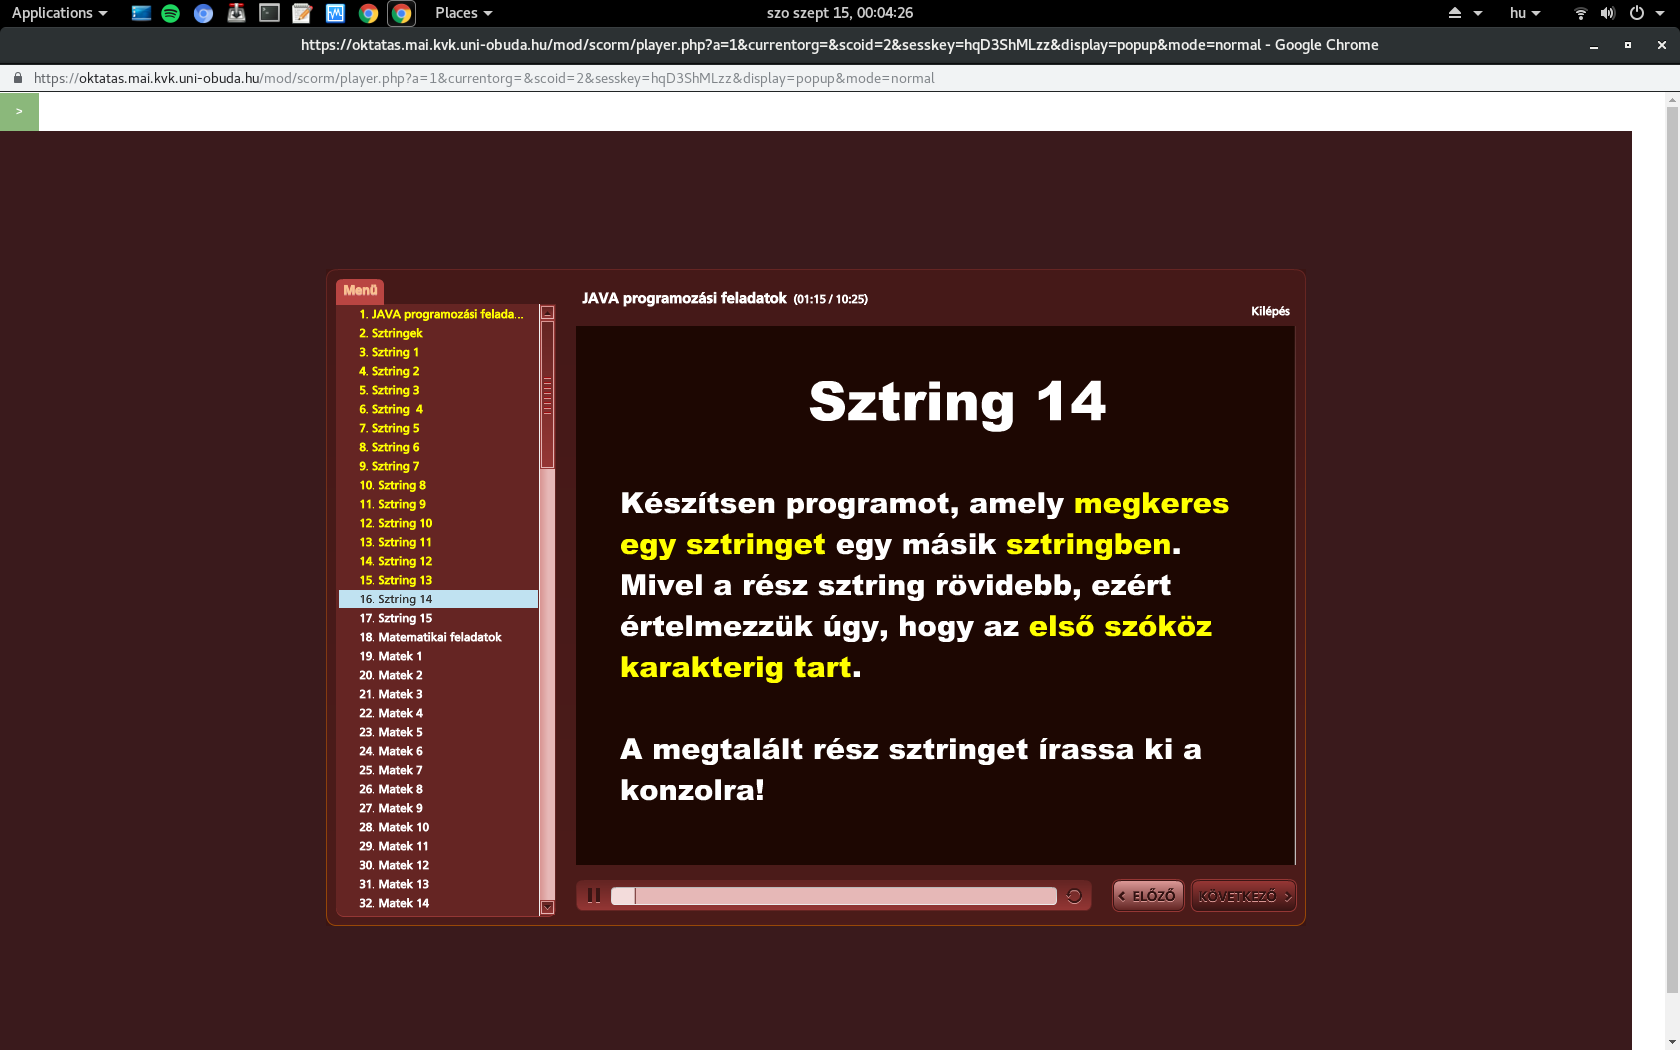 Applications
Places
szo szept 15, 00:04:26
hu
https://oktatas.mai.kvk.uni-obuda.hu/mod/scorm/player.php?a=1&currentorg=&scoid=2&sesskey=hqD3ShMLzz&display=popup&mode=normal - Google Chrome
https://oktatas.mai.kvk.uni-obuda.hu/mod/scorm/player.php?a=1&currentorg=&scoid=2&sesskey=hqD3ShMLzz&display=popup&mode=normal
>
Menü
1. JAVA programozási felada...
2. Sztringek
3. Sztring 1
4. Sztring 2
5. Sztring 3
6. Sztring 4
7. Sztring 5
8. Sztring 6
9. Sztring 7
10. Sztring 8
11. Sztring 9
12. Sztring 10
13. Sztring 11
14. Sztring 12
15. Sztring 13
16. Sztring 14
17. Sztring 15
18. Matematikai feladatok
19. Matek 1
20. Matek 2
21. Matek 3
22. Matek 4
23. Matek 5
24. Matek 6
25. Matek 7
26. Matek 8
27. Matek 9
28. Matek 10
29. Matek 11
30. Matek 12
31. Matek 13
32. Matek 14
JAVA programozási feladatok (01:15 / 10:25)
Kilépés
Sztring 14
Készítsen programot, amely megkeres
egy sztringet egy másik sztringben.
Mivel a rész sztring rövidebb, ezért
értelmezzük úgy, hogy az első szóköz
karakterig tart.
A megtalált rész sztringet írassa ki a
konzolra!
< ELŐZŐ
KÖVETKEZŐ >